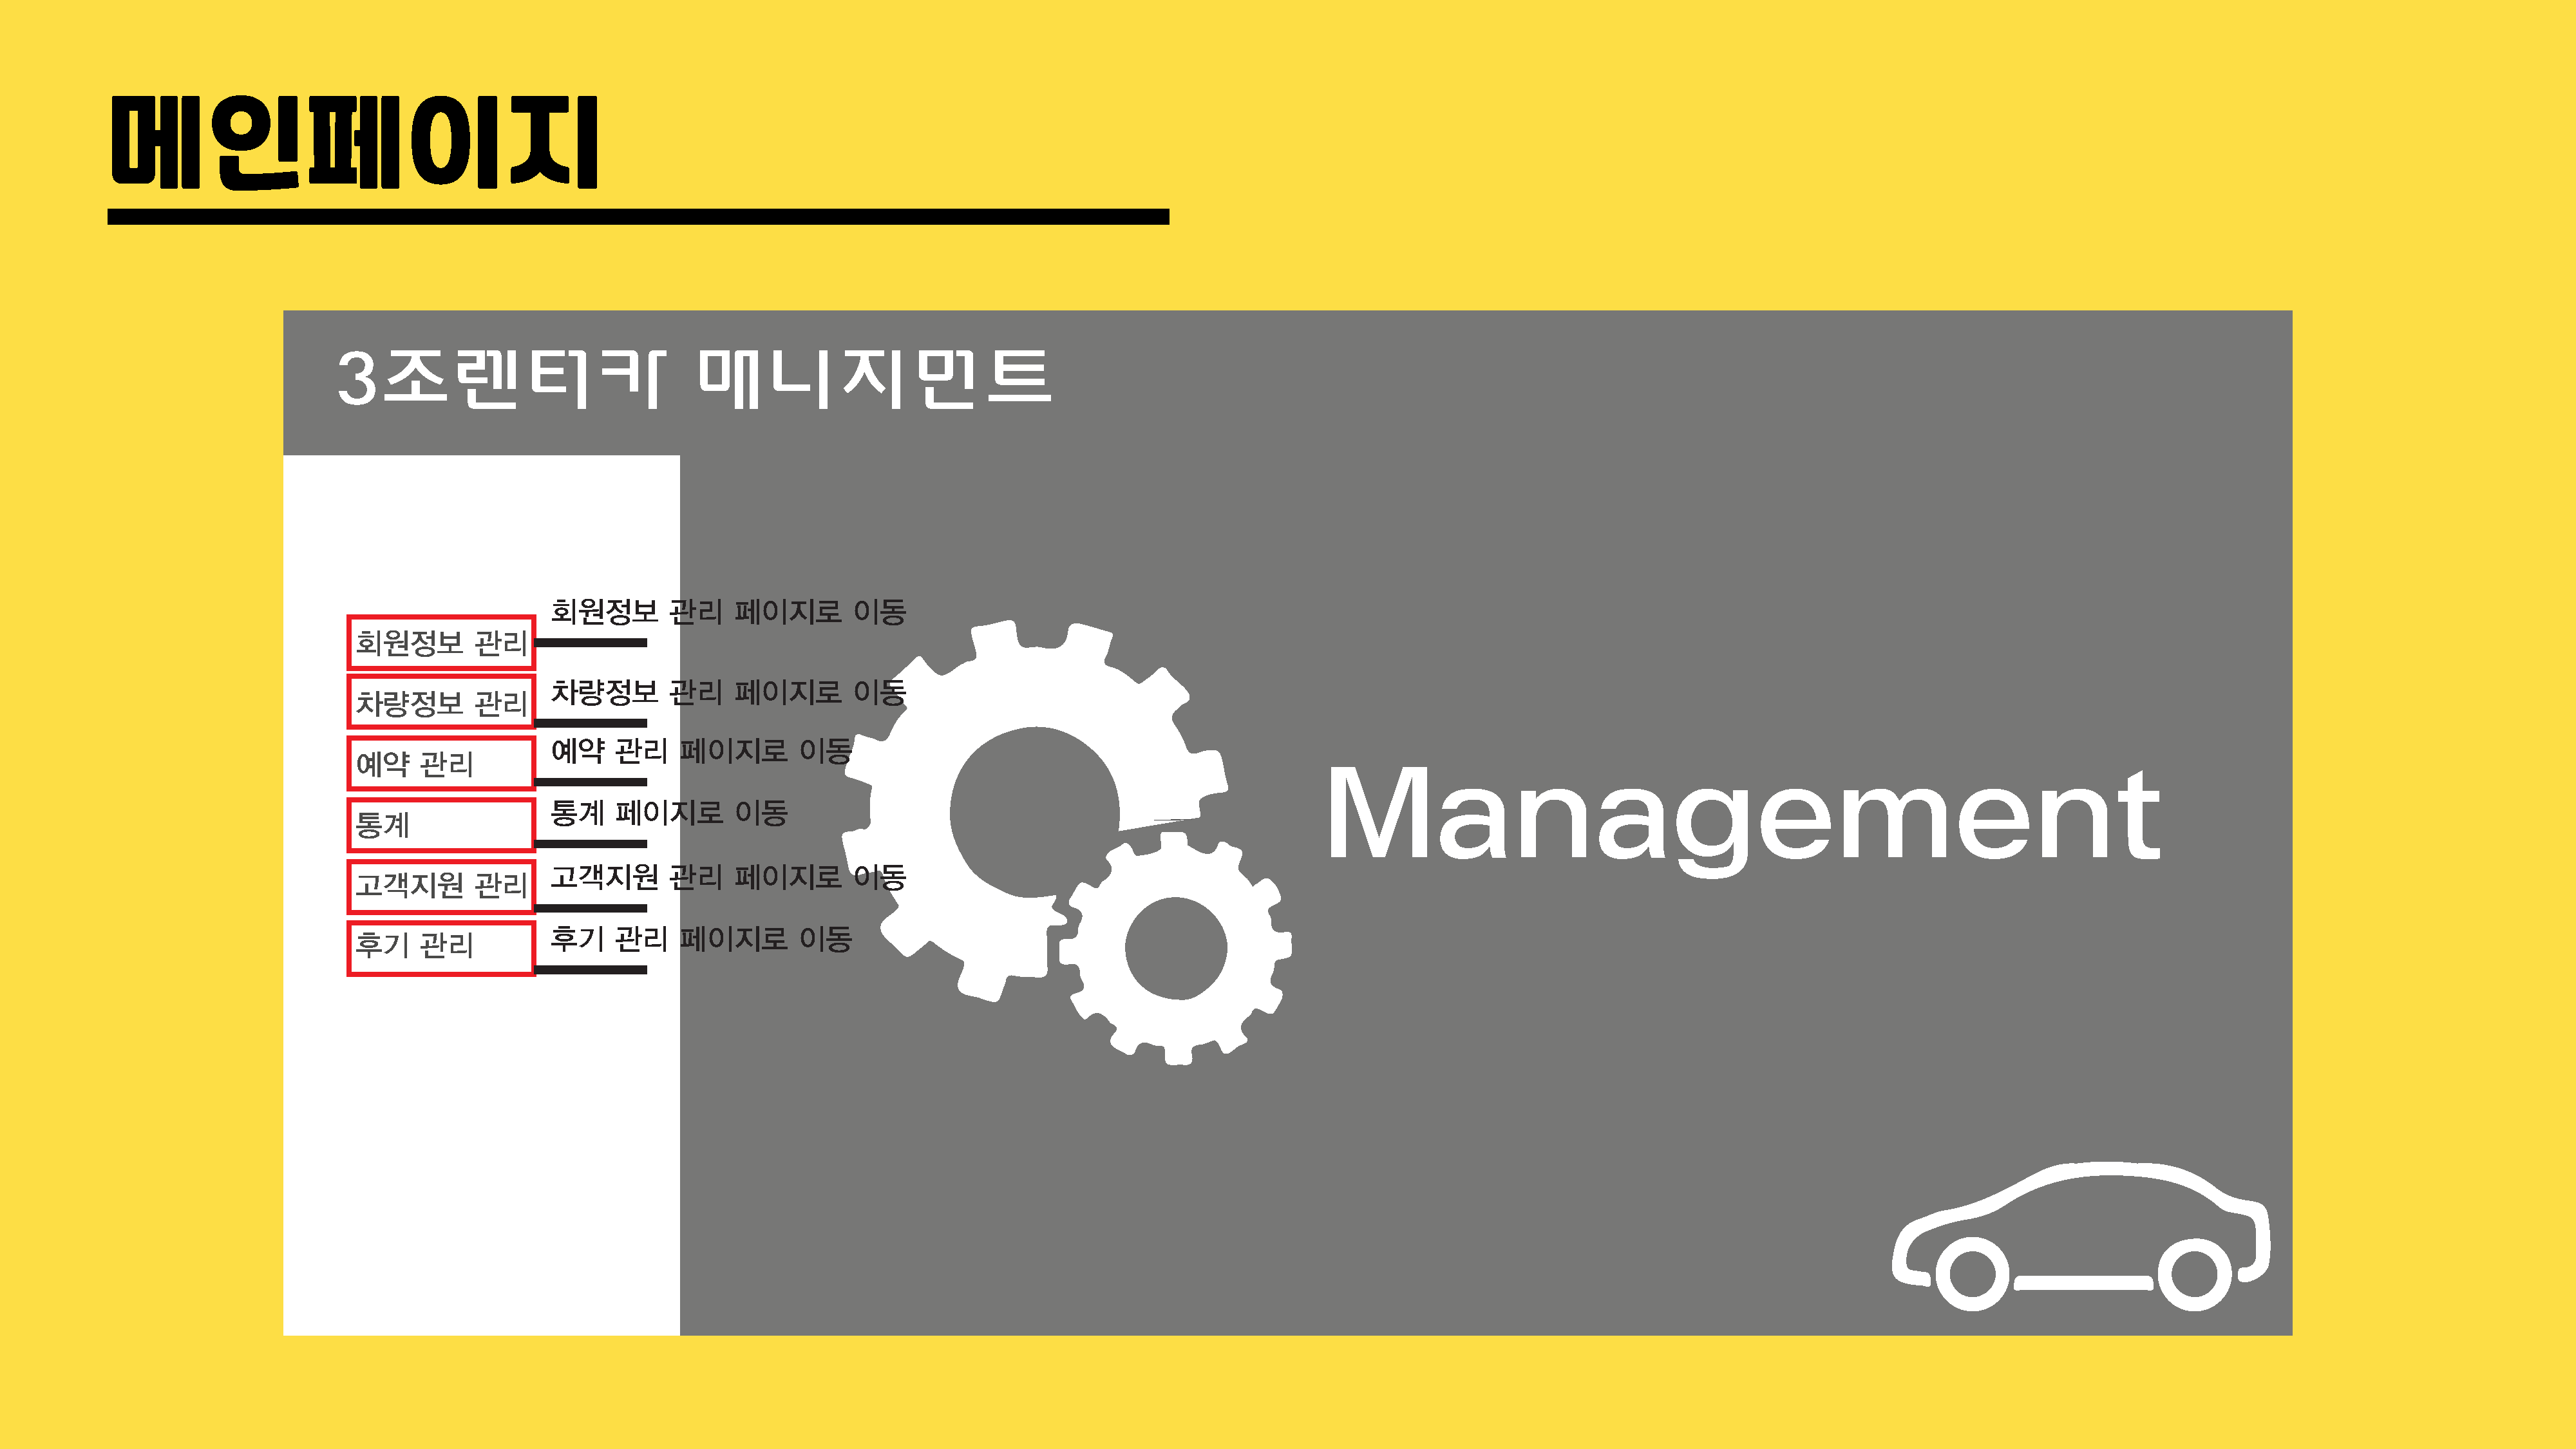 메인페이지
3조렌터카 매니지먼트
회원정보 관리 페이지로 이동
회원정보 관리
차량정보 관리 페이지로 이동
차량정보 관리
예약 관리 페이지로 이동
예약 관리
통계 페이지로 이동
통계
고객지원 관리 페이지로 이동
고객지원 관리
후기 관리 페이지로 이동
후기 관리
Management